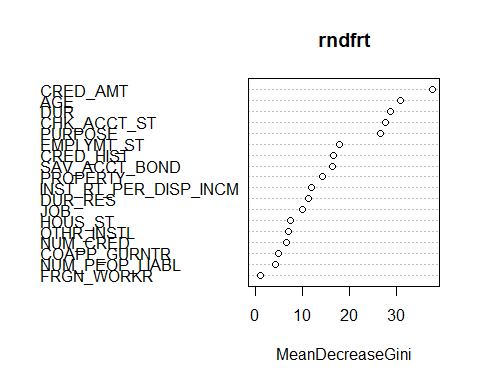 rndfrt
CRED_AMT
AGE
DUR
CHK_ACCT_ST
PURPOSE
EMPLYMT_ST
CRED_HIST
SAV_ACCT_BOND
PROPERTY
INST_RT_PER_DISP_INCM
DUR_RES
JOB
HOUS_ST
OTHR_INSTL
NUM_CRED
COAPP_GURNTR
NUM_PEOP_LIABL
FRGN_WORKR
0 10 20 30
MeanDecreaseGini